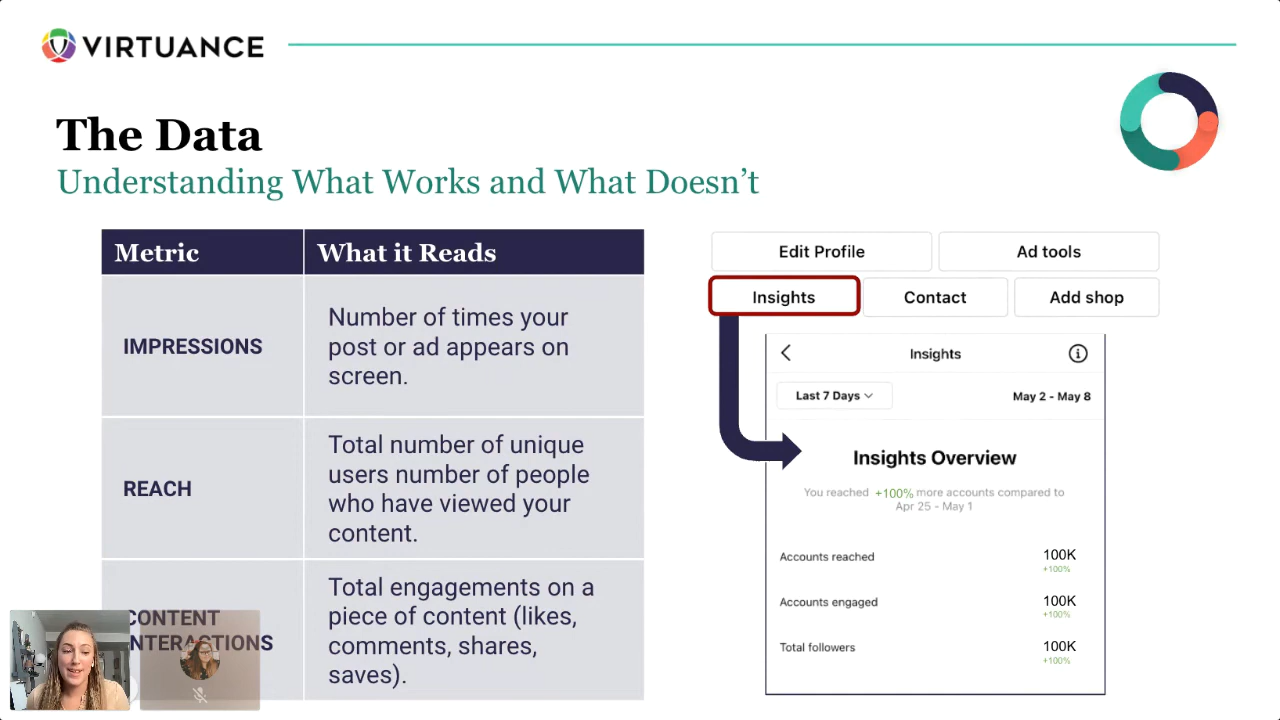 VIRTUANCE
The Data
Understanding What Works and What Doesn't
Metric
What it Reads
IMPRESSIONS
Number of times your
post or ad appears on
screen.
REACH
Total number of unique
users number of people
who have viewed your
content.
CONTENT
INTERACTIONS
Total engagements on a
piece of content (likes,
comments, shares,
saves).
Edit Profile
Ad tools
Insights
Contact
Add shop
Insights
Last 7 Days
May 2 - May 8
Insights Overview
You reached +100% more accounts compared to
Apr 25 - May 1
Accounts reached
100K
+100%
Accounts engaged
100K
+100%
Total followers
100K
+100%